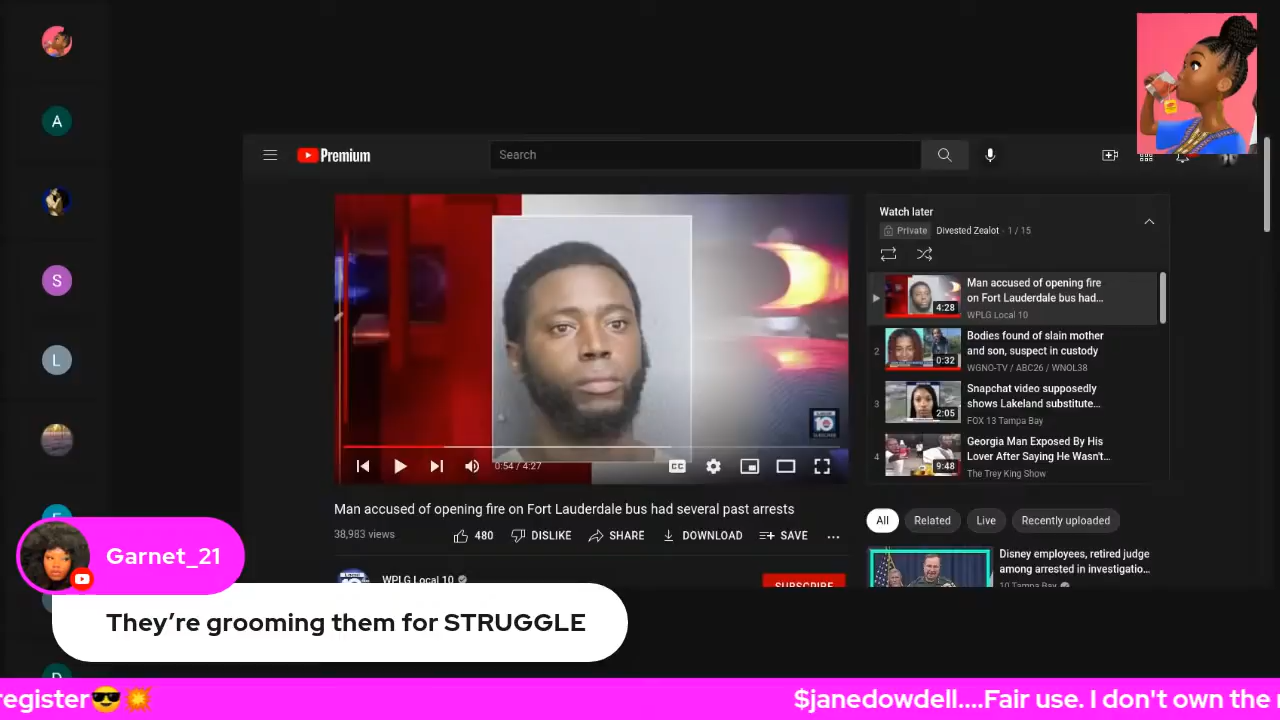 Premium
Search
A
S
L
0:54 / 4:27
CC
Man accused of opening fire on Fort Lauderdale bus had several past arrests
38,983 views
480
DISLIKE
SHARE
DOWNLOAD
SAVE
WPLG Local 10
SUBSCRIBE
Watch later
Private
Divested Zealot - 1 / 15
4:28
Man accused of opening fire
on Fort Lauderdale bus had...
WPLG Local 10
2
0:32
Bodies found of slain mother
and son, suspect in custody
WGNO-TV / ABC26 / WNOL38
3
2:05
Snapchat video supposedly
shows Lakeland substitute...
FOX 13 Tampa Bay
4
9:48
Georgia Man Exposed By His
Lover After Saying He Wasn't...
The Trey King Show
All
Related
Live
Recently uploaded
Disney employees, retired judge
among arrested in investigatio...
10 Tampa Bay
Garnet_21
They're grooming them for STRUGGLE
register😎💥
$janedowdell....Fair use. I don't own the